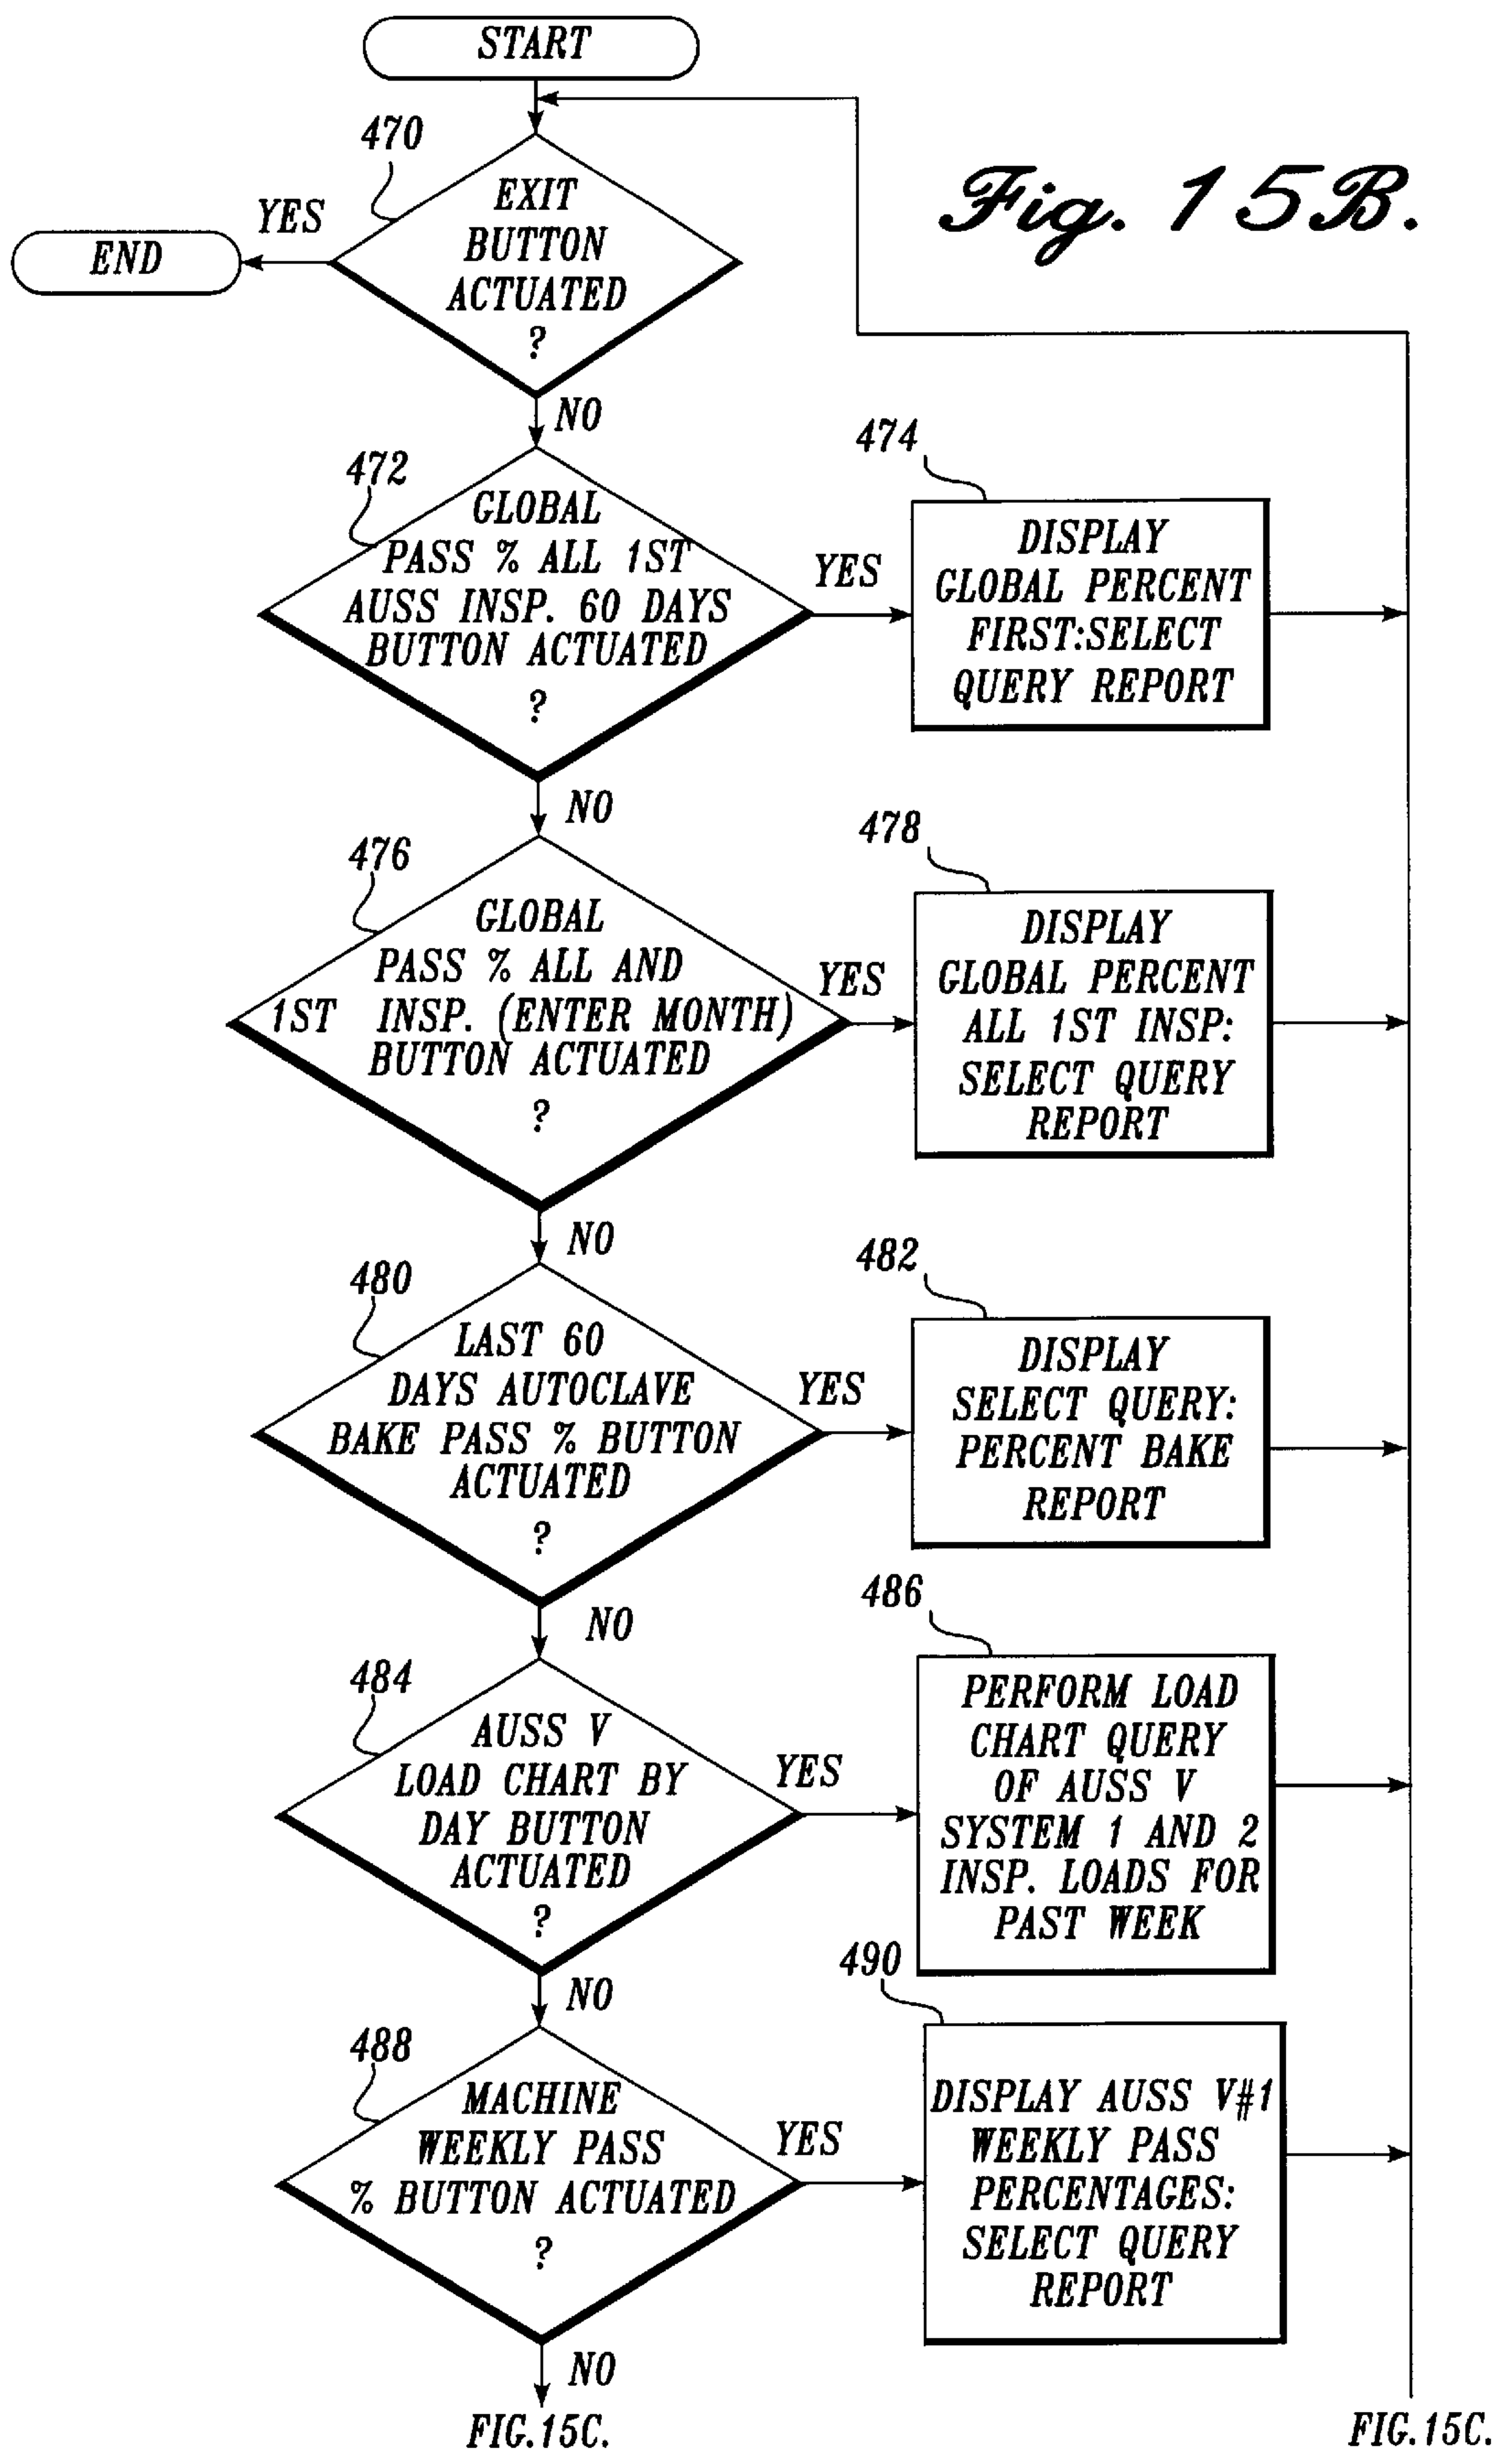 START
470
EXIT
BUTTON
ACTUATED
?
YES
END
Fig. 15B.
NO
472
GLOBAL
PASS % ALL 1ST
AUSS INSP. 60 DAYS
BUTTON ACTUATED
?
YES
474
DISPLAY
GLOBAL PERCENT
FIRST:SELECT
QUERY REPORT
NO
476
GLOBAL
PASS % ALL AND
1ST INSP. (ENTER MONTH)
BUTTON ACTUATED
?
YES
478
DISPLAY
GLOBAL PERCENT
ALL 1ST INSP:
SELECT QUERY
REPORT
NO
480
LAST 60
DAYS AUTOCLAVE
BAKE PASS % BUTTON
ACTUATED
?
YES
482
DISPLAY
SELECT QUERY:
PERCENT BAKE
REPORT
NO
484
AUSS V
LOAD CHART BY
DAY BUTTON
ACTUATED
?
YES
486
PERFORM LOAD
CHART QUERY
OF AUSS V
SYSTEM 1 AND 2
INSP. LOADS FOR
PAST WEEK
NO
488
MACHINE
WEEKLY PASS
% BUTTON ACTUATED
?
YES
490
DISPLAY AUSS V#1
WEEKLY PASS
PERCENTAGES:
SELECT QUERY
REPORT
NO
FIG.15C.
FIG.15C.